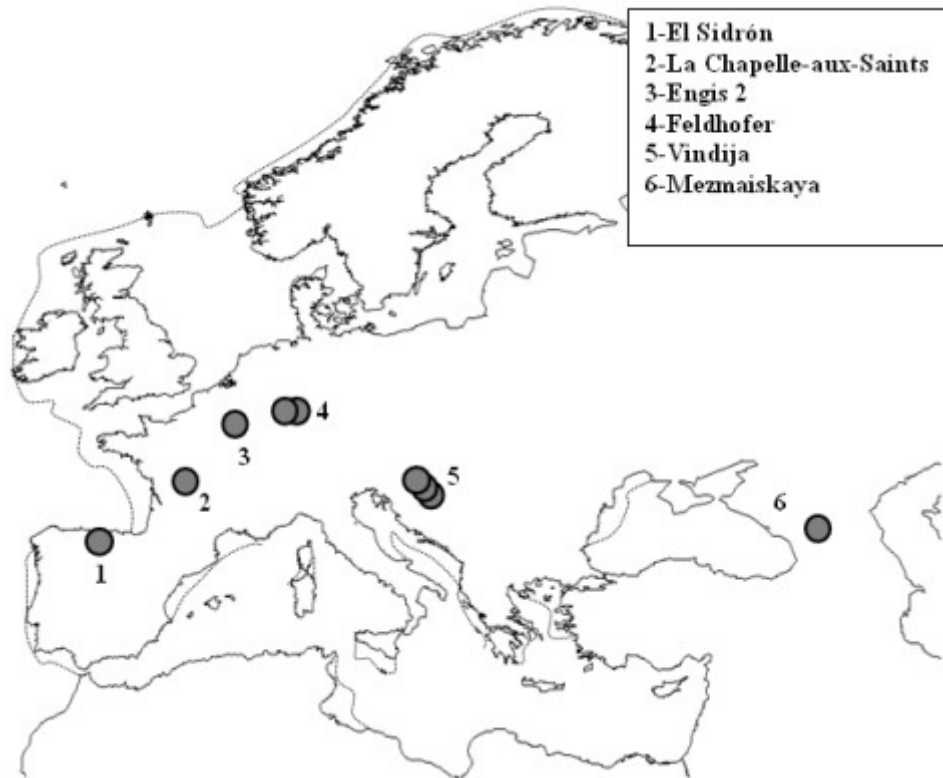 1-El Sidrón
2-La Chapelle-aux-Saints
3-Engis 2
4-Feldhofer
5-Vindija
6-Mezmaiskaya
4
3
5
2
6
1